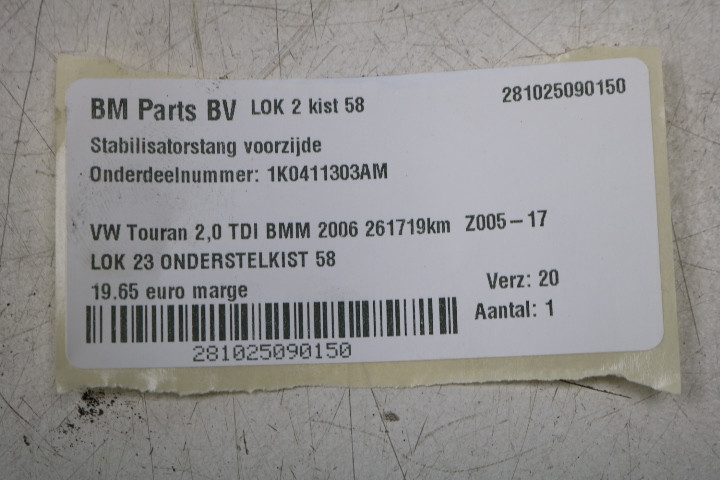 BM Parts BV LOK 2 kist 58 281025090150
Stabilisatorstang voorzijde
Onderdeelnummer: 1K0411303AM
VW Touran 2,0 TDI BMM 2006 261719km Z005-17
LOK 23 ONDERSTELKIST 58
Verz: 20
19.65 euro marge
Aantal: 1
281025090150